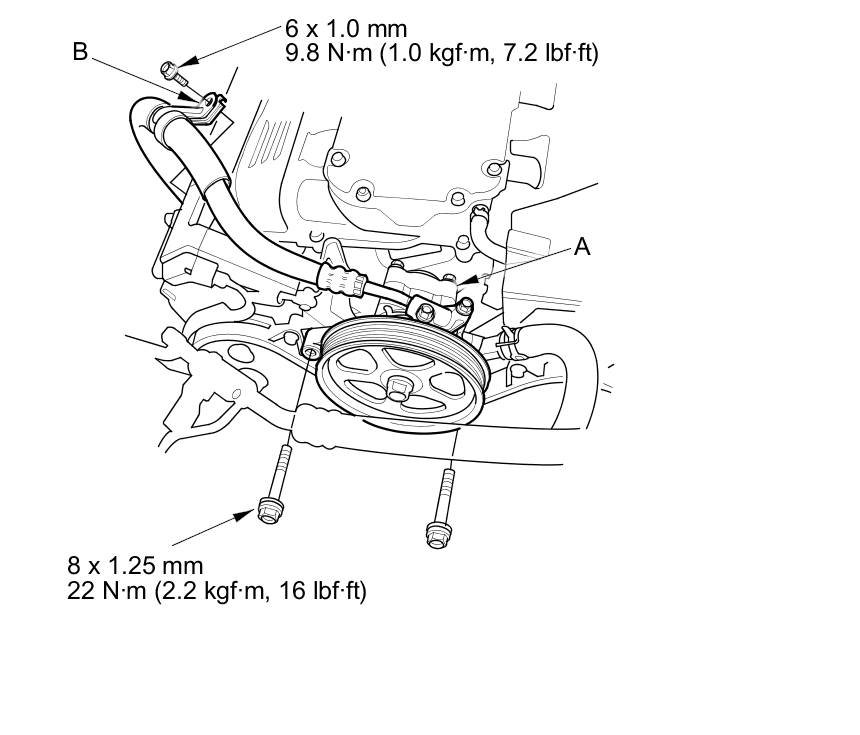 6 x 1.0 mm
9.8 N·m (1.0 kgf·m, 7.2 lbf·ft)
B
A
8 x 1.25 mm
22 N·m (2.2 kgf·m, 16 lbf·ft)